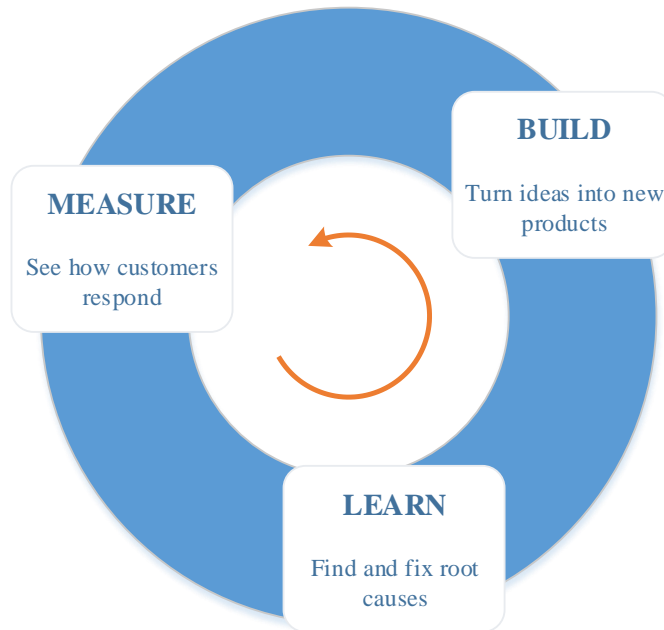 BUILD
Turn ideas into new
products
MEASURE
See how customers
respond
LEARN
Find and fix root
causes